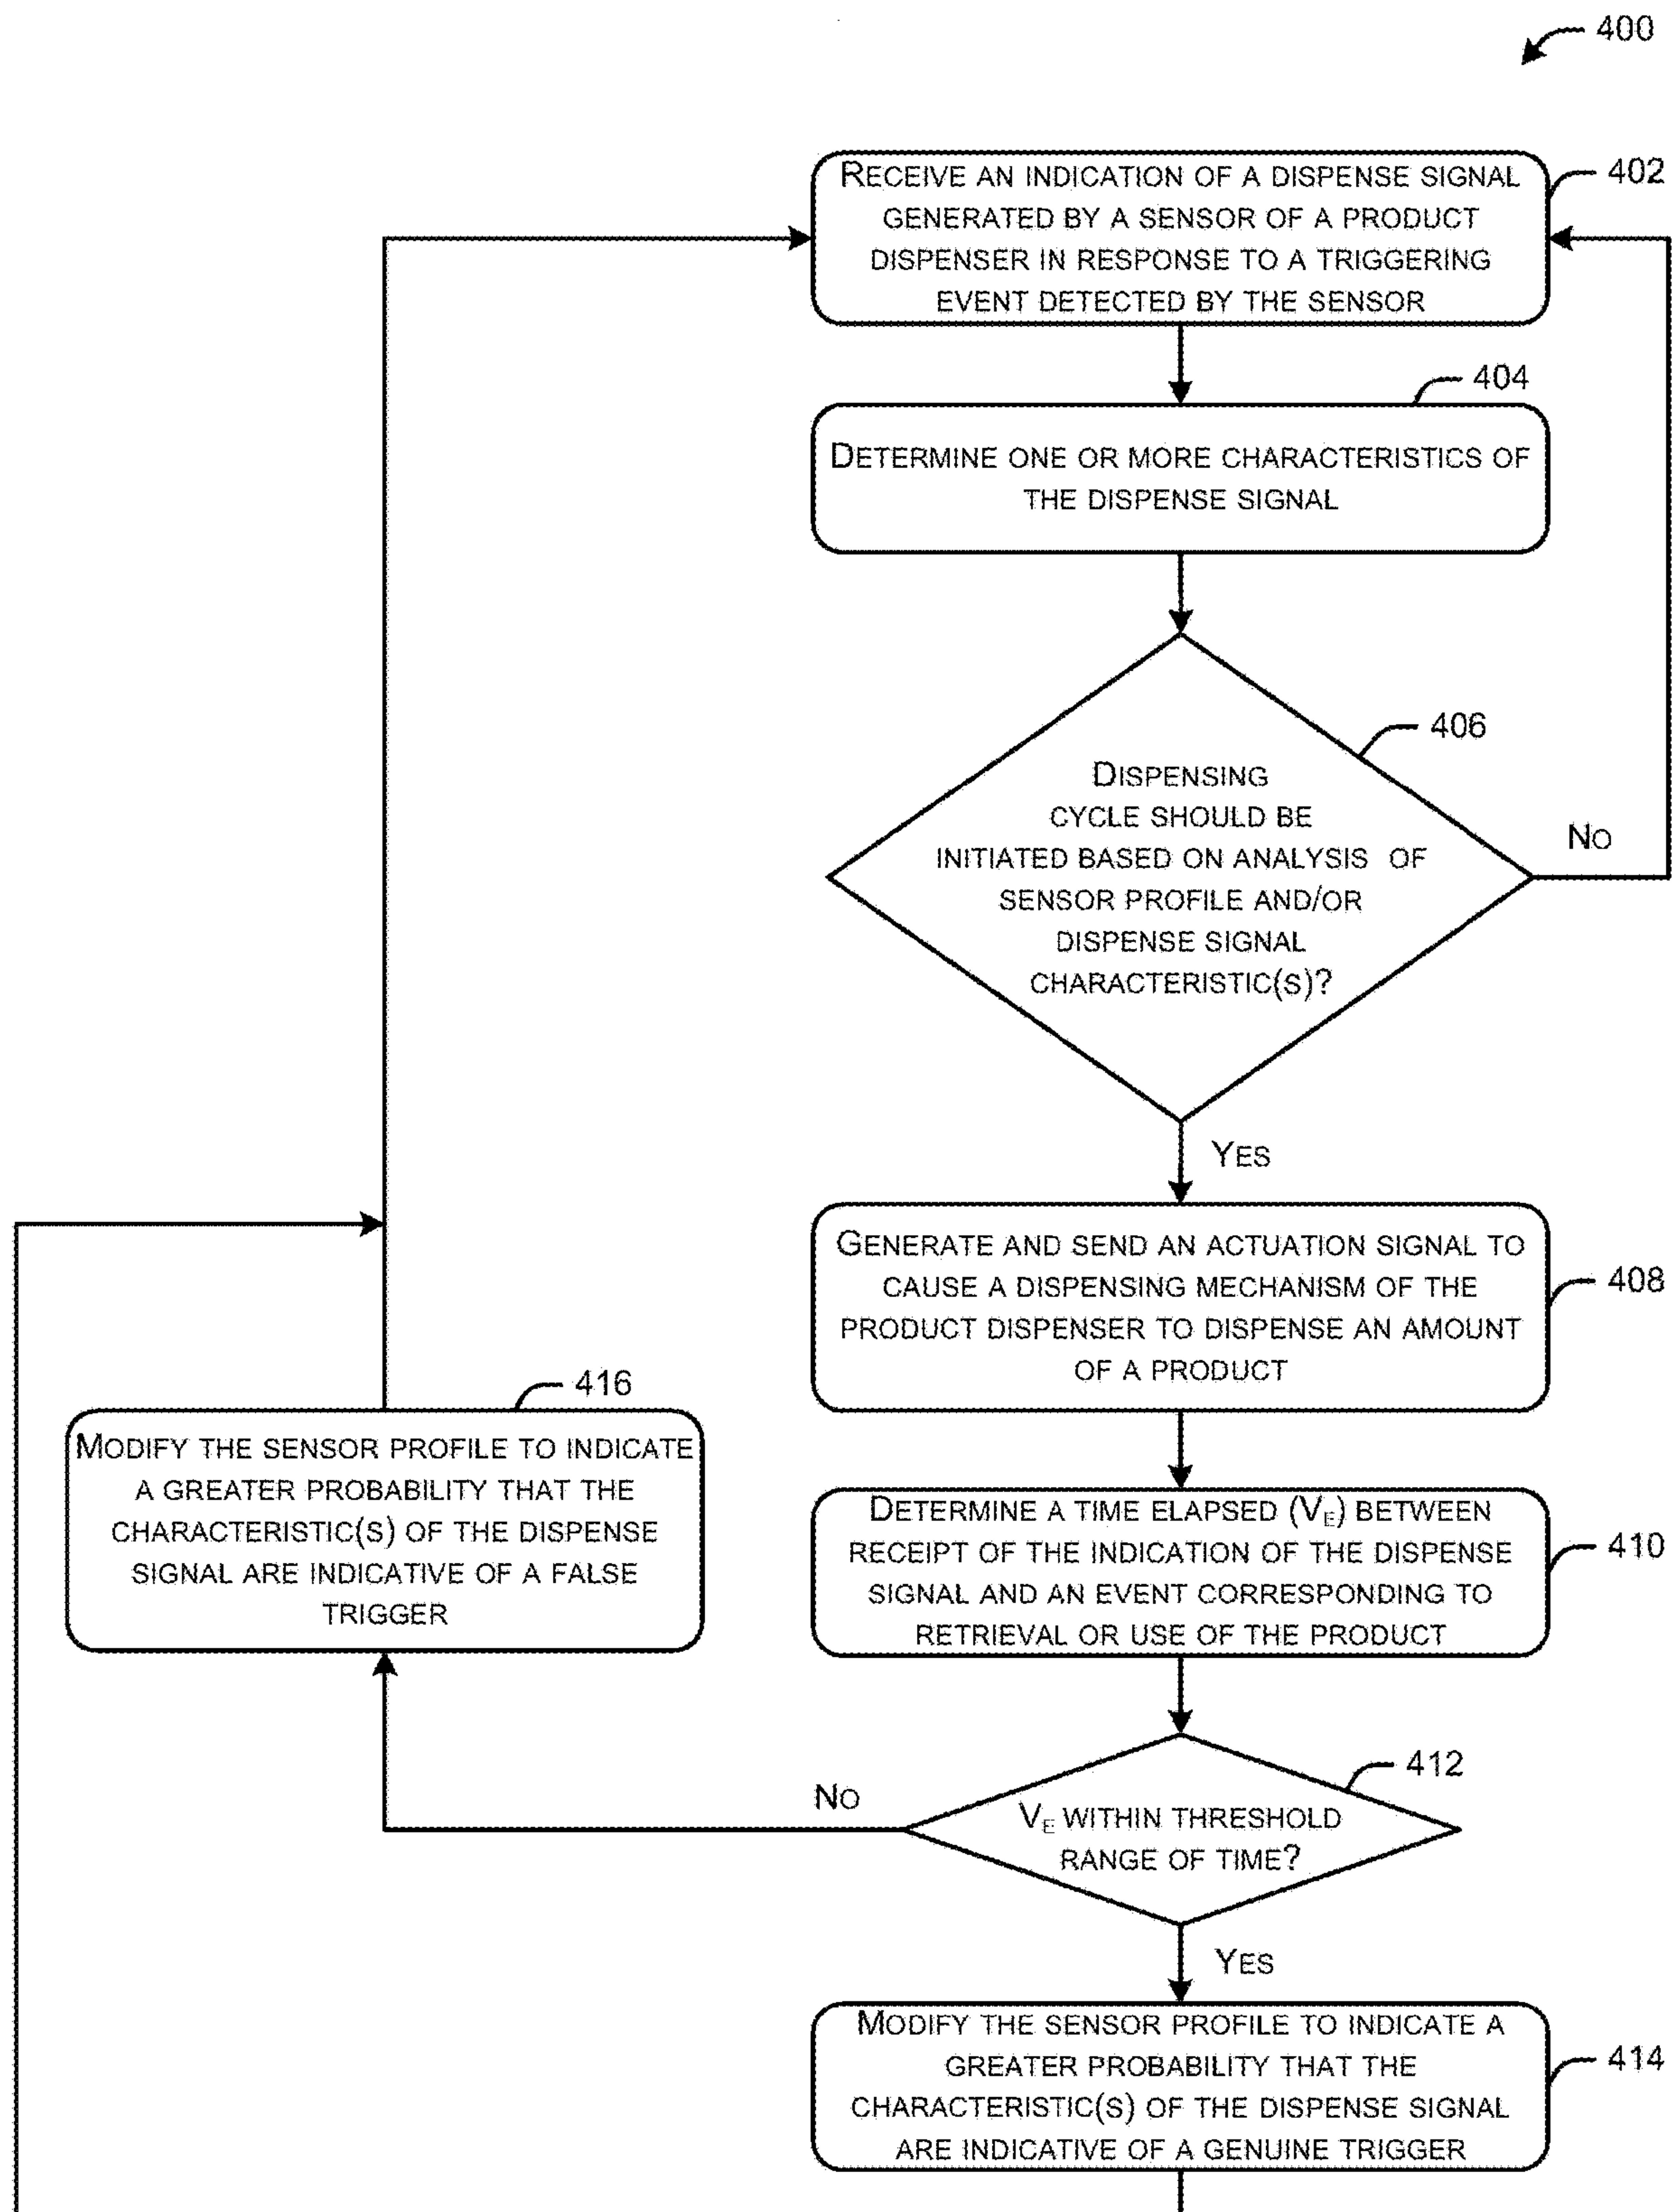 400
RECEIVE AN INDICATION OF A DISPENSE SIGNAL
GENERATED BY A SENSOR OF A PRODUCT
DISPENSER IN RESPONSE TO A TRIGGERING
EVENT DETECTED BY THE SENSOR
402
404
DETERMINE ONE OR MORE CHARACTERISTICS OF
THE DISPENSE SIGNAL
406
DISPENSING
CYCLE SHOULD BE
INITIATED BASED ON ANALYSIS OF
SENSOR PROFILE AND/OR
DISPENSE SIGNAL
CHARACTERISTIC(S)?
NO
YES
GENERATE AND SEND AN ACTUATION SIGNAL TO
CAUSE A DISPENSING MECHANISM OF THE
PRODUCT DISPENSER TO DISPENSE AN AMOUNT
OF A PRODUCT
408
416
MODIFY THE SENSOR PROFILE TO INDICATE
A GREATER PROBABILITY THAT THE
CHARACTERISTIC(S) OF THE DISPENSE
SIGNAL ARE INDICATIVE OF A FALSE
TRIGGER
DETERMINE A TIME ELAPSED (VE) BETWEEN
RECEIPT OF THE INDICATION OF THE DISPENSE
SIGNAL AND AN EVENT CORRESPONDING TO
RETRIEVAL OR USE OF THE PRODUCT
410
412
NO
VE WITHIN THRESHOLD
RANGE OF TIME?
YES
MODIFY THE SENSOR PROFILE TO INDICATE A
GREATER PROBABILITY THAT THE
CHARACTERISTIC(S) OF THE DISPENSE SIGNAL
ARE INDICATIVE OF A GENUINE TRIGGER
414